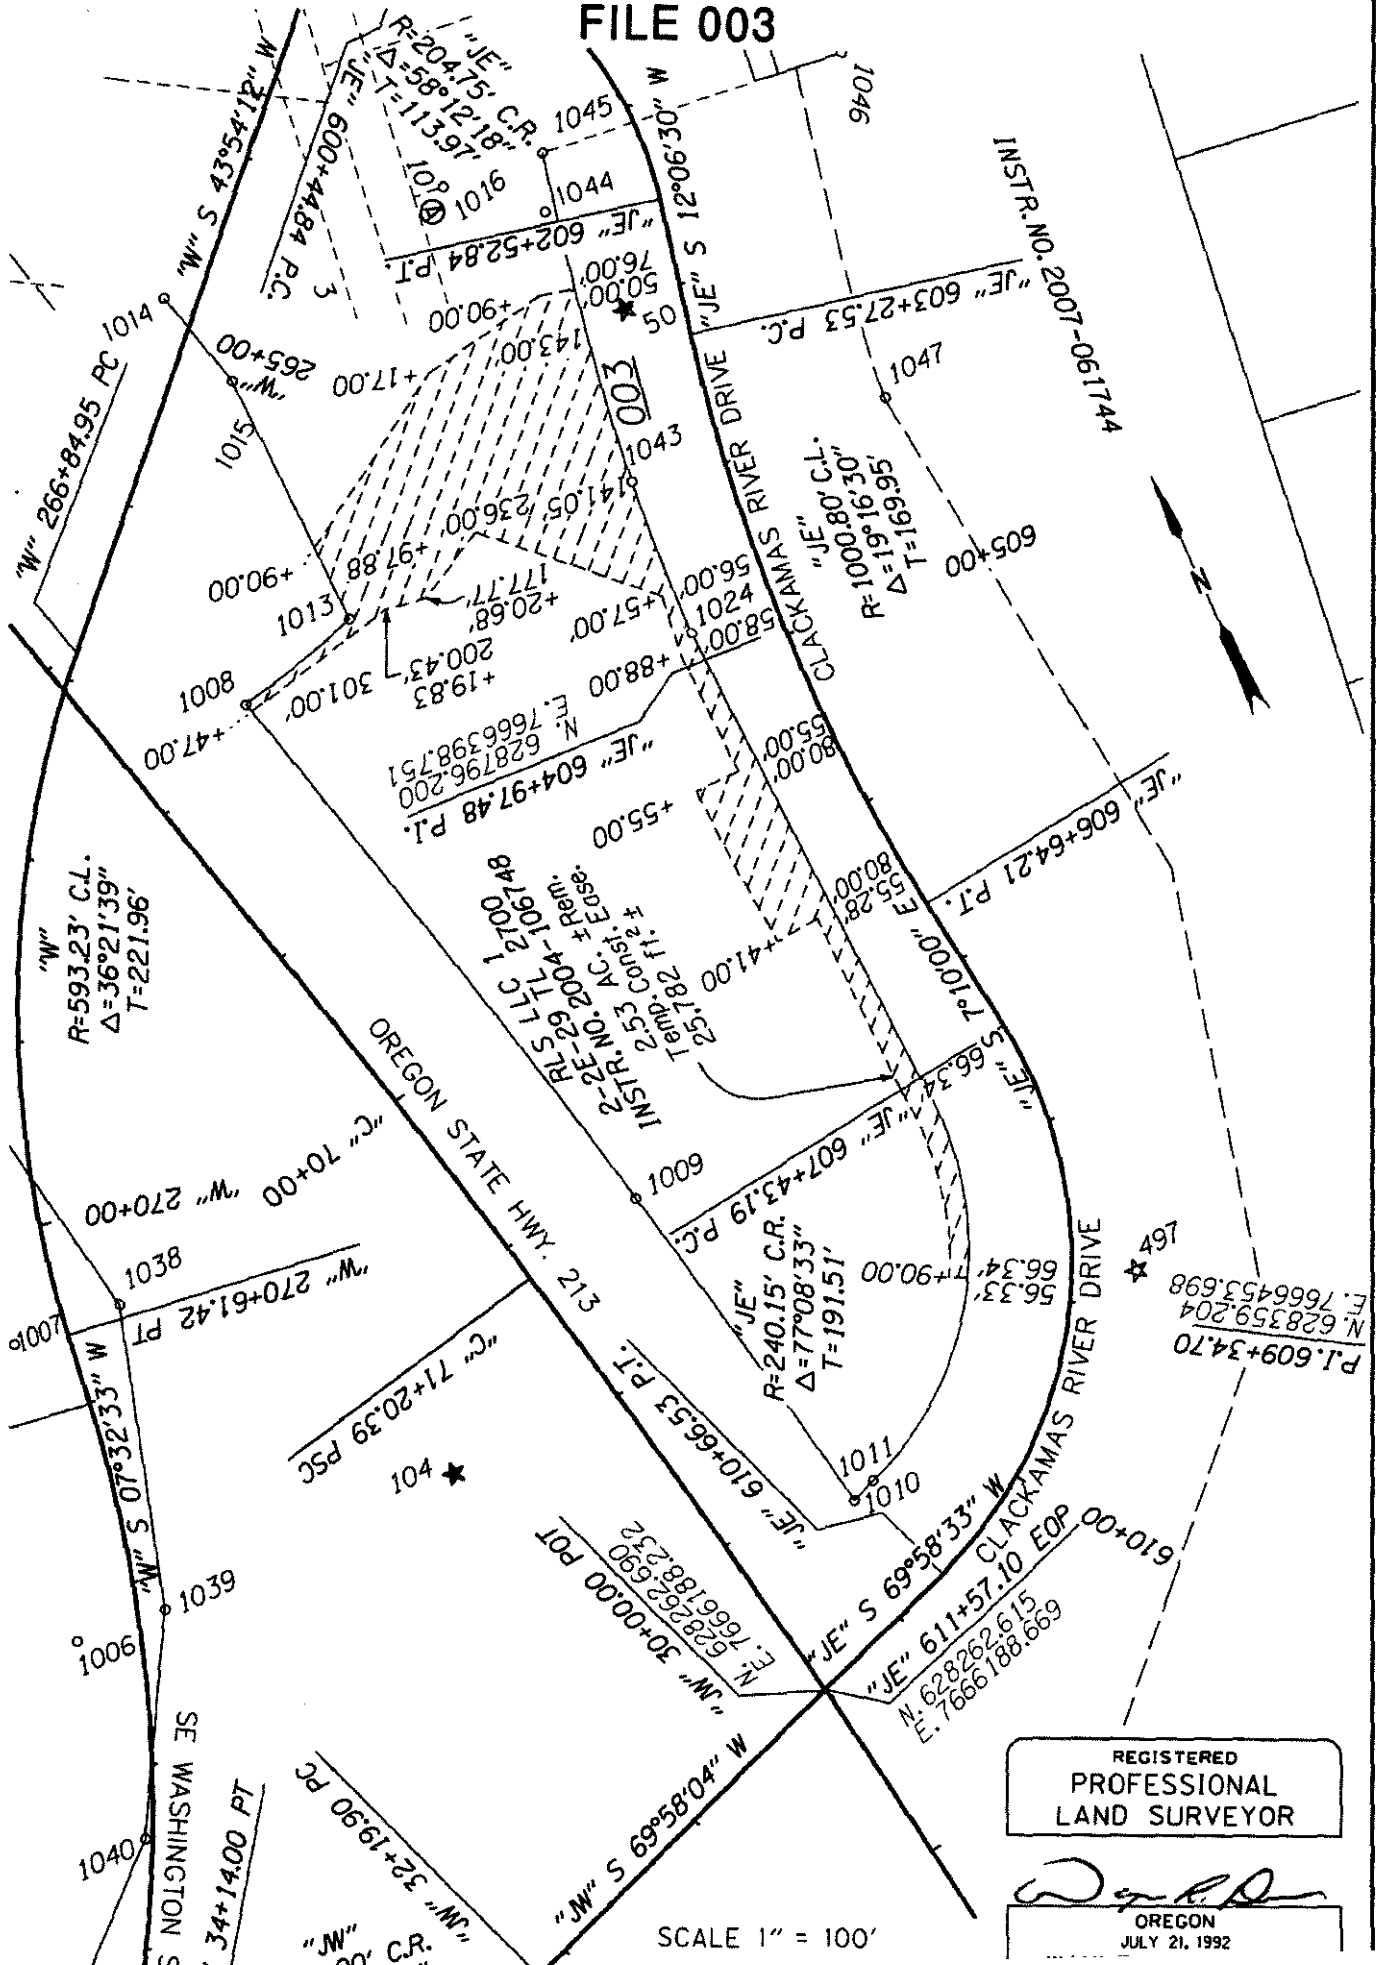 FILE 003
"JE"
R=204.75' C.R.
Δ=58°12'18"
T=113.97'
"JE" 600+44.84 P.C.
"W" S 43°54'12" W
1045
1046
1016
10
A
1044
3
"JE" 602+52.84 P.T.
"JE" S 12°06'30" W
INSTR.NO.2007-061744
1014
"W" 265+00
1015
"W" 266+84.95 PC
+90.00
+17.00
143.00'
50.00'
76.00'
50
003
"JE" 603+27.53 P.C.
1047
1043
141.05'
236.00'
+97.88
+90.00
1013
177.77'
+20.68'
+57.00'
56.00'
1024
58.00'
+88.00
CLACKAMAS RIVER DRIVE
"JE"
R=1000.80' C.L.
Δ=19°16'30"
T=169.95'
605+00
N
1008
+47.00
301.00'
200.43'
+19.83
N. 628796.200
E. 7666398.751
"JE" 604+97.48 P.I.
55.00'
80.00'
+55.00
"JE" 606+64.21 P.T.
"W"
R=593.23' C.L.
Δ=36°21'39"
T=221.96'
RLS LLC 1
2-2E-29 TL 2700
INSTR.NO.2004-106748
2.53 AC. ± Rem.
Temp. Const. Ease.
25,782 Ft.² ±
80.00'
55.28'
+41.00
"JE" S 7°10'00" E
66.34'
OREGON STATE HWY. 213
"C" 70+00
"W" 270+00
1009
"JE" 607+43.19 P.C.
1038
"W" 270+61.42 PT
1007
"JE"
R=240.15' C.R.
Δ=77°08'33"
T=191.51'
+90.00
66.34'
56.33'
497
P.I. 609+34.70
N. 628359.204
E. 7666453.698
CLACKAMAS RIVER DRIVE
"W" S 07°32'33" W
"C" 71+20.39 PSC
104
"JE" 610+66.53 P.T.
1011
1010
"JW" 30+00.00 POT
N. 628262.690
E. 7666188.232
"JE" S 69°58'33" W
610+00
"JE" 611+57.10 EOP
N. 628262.615
E. 7666188.669
1039
1006
1040
SE WASHINGTON S
34+14.00 PT
"JW" 32+19.90 PC
"JW"
00' C.R.
"JW" S 69°58'04" W
SCALE 1" = 100'
REGISTERED
PROFESSIONAL
LAND SURVEYOR
OREGON
JULY 21, 1992